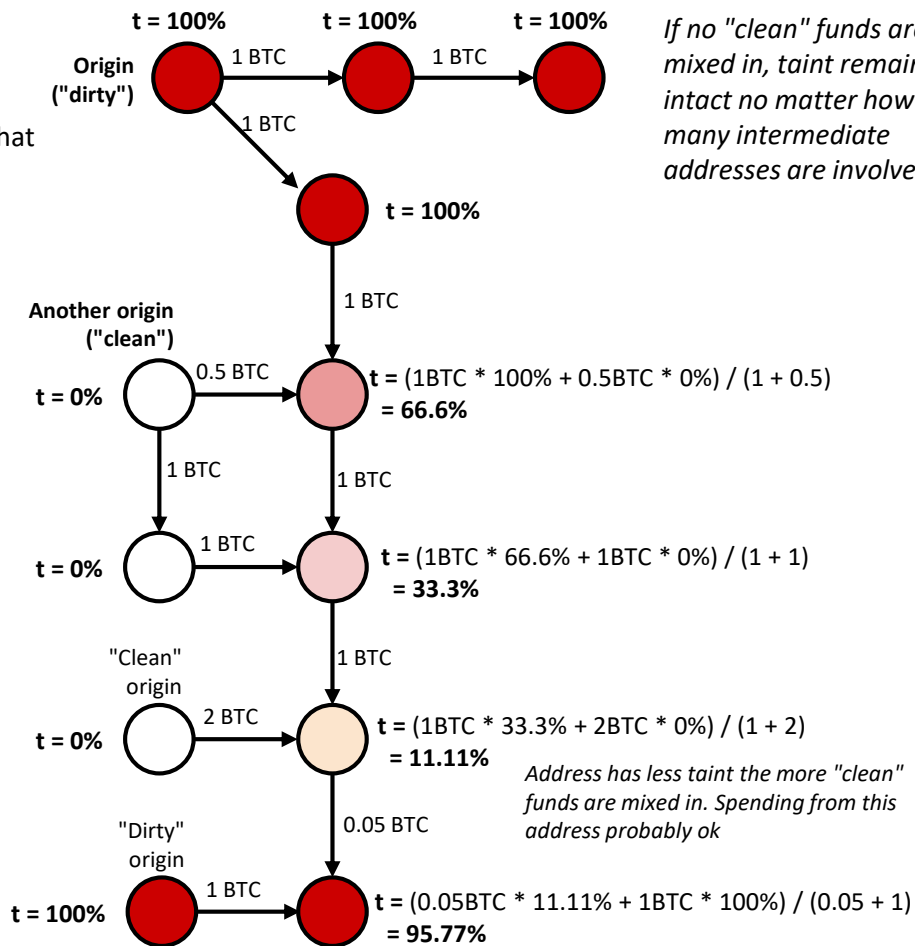 t = 100%
t = 100%
t = 100%
Origin
("dirty")
1 BTC
1 BTC
1 BTC
If no "clean" funds
mixed in, taint
intact no matter how
many intermediate
addresses are
hat
t = 100%
1 BTC
Another origin
("clean")
t = 0%
0.5 BTC
t = (1BTC * 100% + 0.5BTC * 0%) / (1 + 0.5)
= 66.6%
1 BTC
1 BTC
t = 0%
1 BTC
t = (1BTC * 66.6% + 1BTC * 0%) / (1 + 1)
= 33.3%
1 BTC
"Clean"
origin
t = 0%
2 BTC
t = (1BTC * 33.3% + 2BTC * 0%) / (1 + 2)
= 11.11%
Address has less taint the more "clean"
funds are mixed in. Spending from this
address probably ok
0.05 BTC
"Dirty"
origin
t = 100%
1 BTC
t = (0.05BTC * 11.11% + 1BTC * 100%) / (0.05 + 1)
= 95.77%